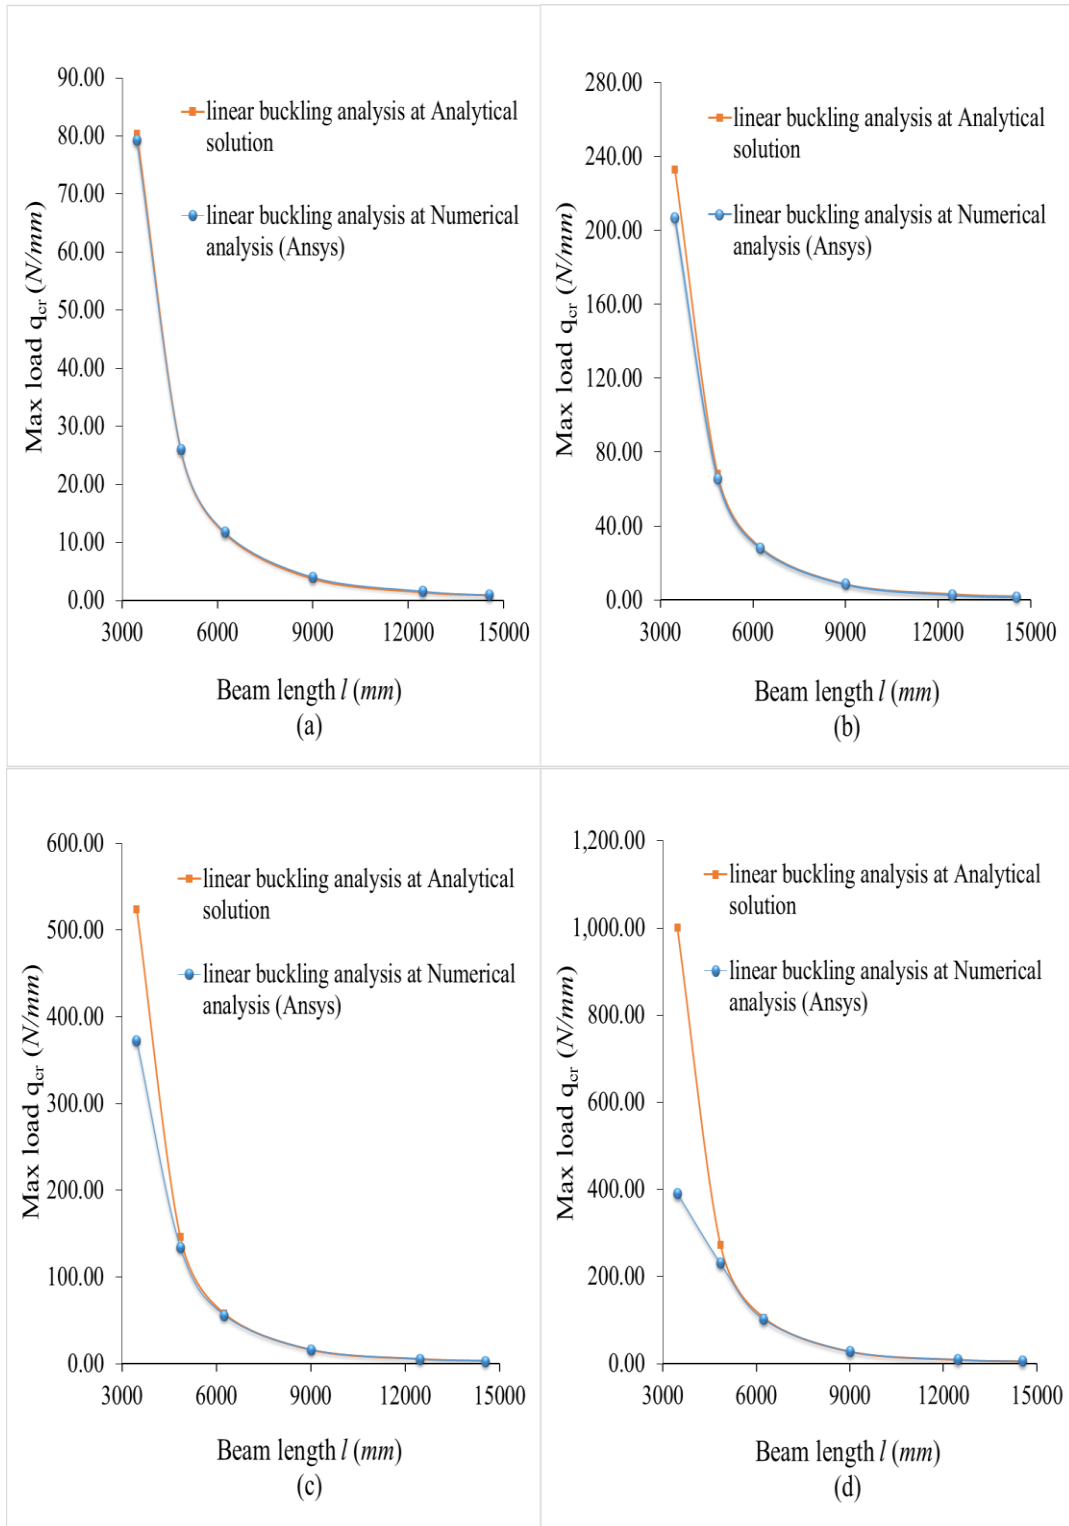 90.00
80.00
70.00
60.00
50.00
40.00
30.00
20.00
10.00
0.00
Max load qcr (N/mm)
linear buckling analysis at Analytical
solution
linear buckling analysis at Numerical
analysis (Ansys)
3000 6000 9000 12000 15000
Beam length l (mm)
(a)
280.00
240.00
200.00
160.00
120.00
80.00
40.00
0.00
Max load qcr (N/mm)
linear buckling analysis at Analytical
solution
linear buckling analysis at Numerical
analysis (Ansys)
3000 6000 9000 12000 15000
Beam length l (mm)
(b)
600.00
500.00
400.00
300.00
200.00
100.00
0.00
Max load qcr (N/mm)
linear buckling analysis at Analytical
solution
linear buckling analysis at Numerical
analysis (Ansys)
3000 6000 9000 12000 15000
Beam length l (mm)
(c)
1,200.00
1,000.00
800.00
600.00
400.00
200.00
0.00
Max load qcr (N/mm)
linear buckling analysis at Analytical
solution
linear buckling analysis at Numerical
analysis (Ansys)
3000 6000 9000 12000 15000
Beam length l (mm)
(d)